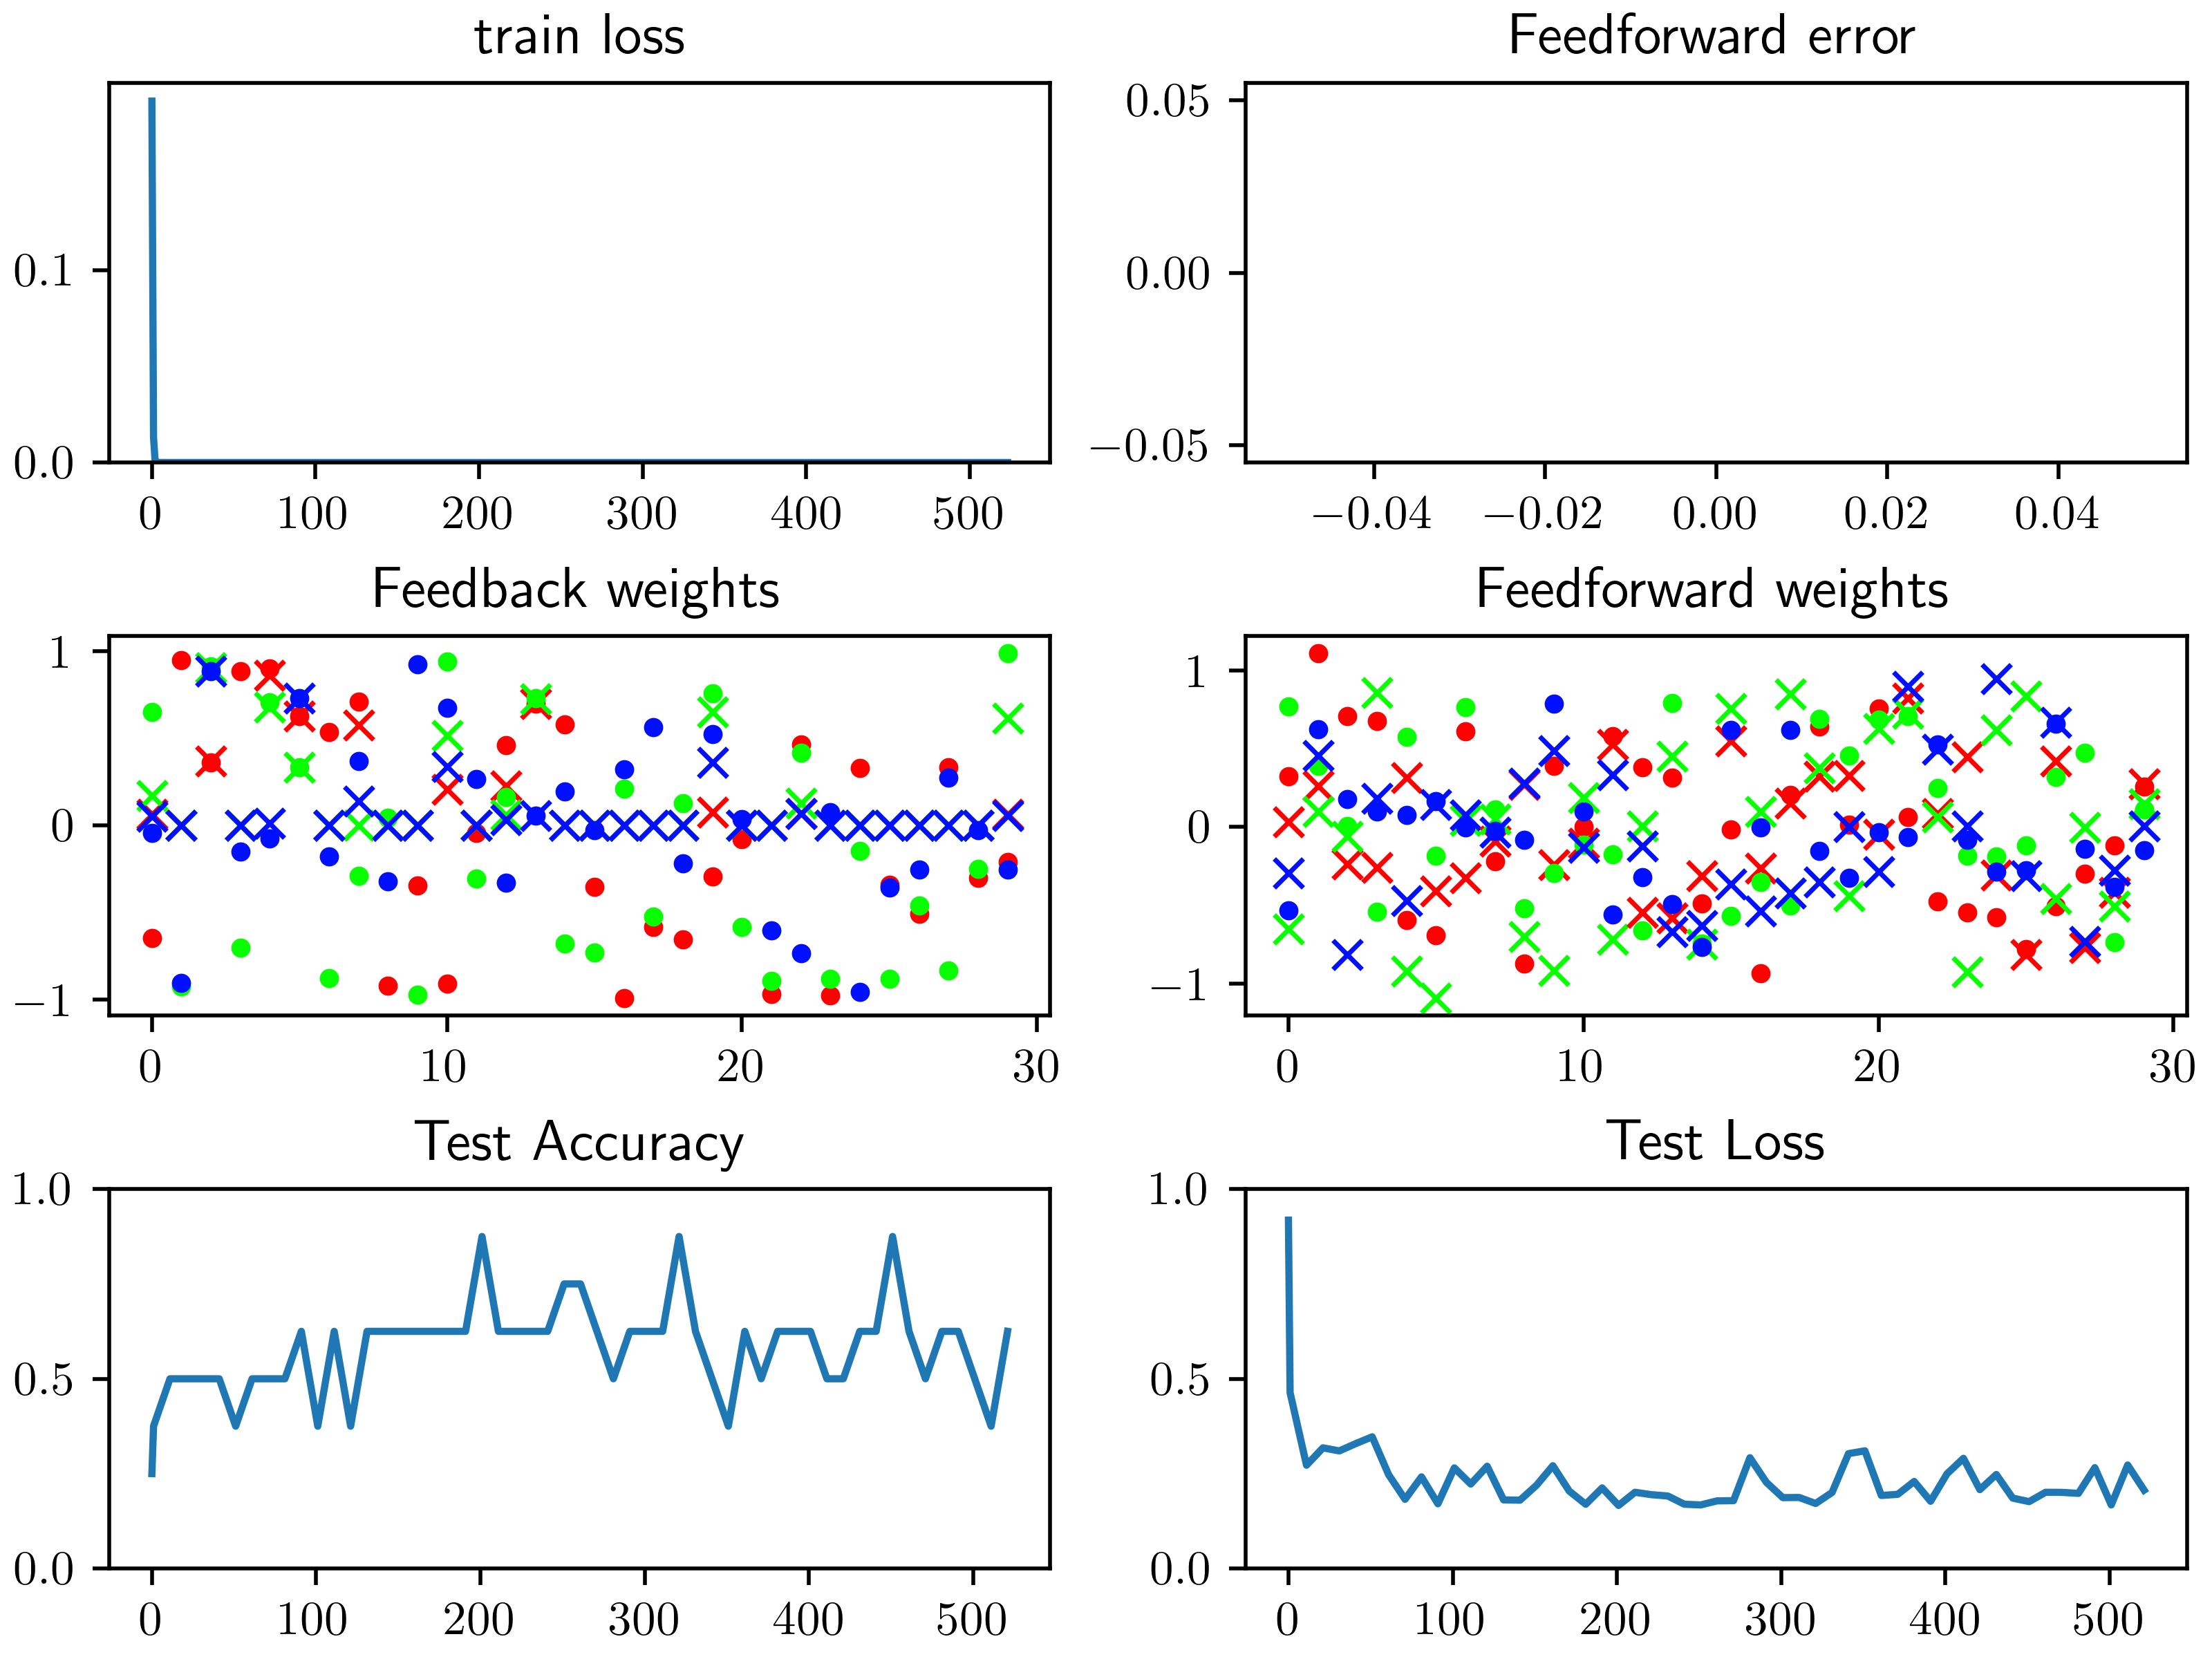 train loss
0.1
0.0
0 100 200 300 400 500
Feedforward error
0.05
0.00
−0.05
−0.04 −0.02 0.00 0.02 0.04
Feedback weights
1
0
−1
0 10 20 30
Feedforward weights
1
0
−1
0 10 20 30
Test Accuracy
1.0
0.5
0.0
0 100 200 300 400 500
Test Loss
1.0
0.5
0.0
0 100 200 300 400 500